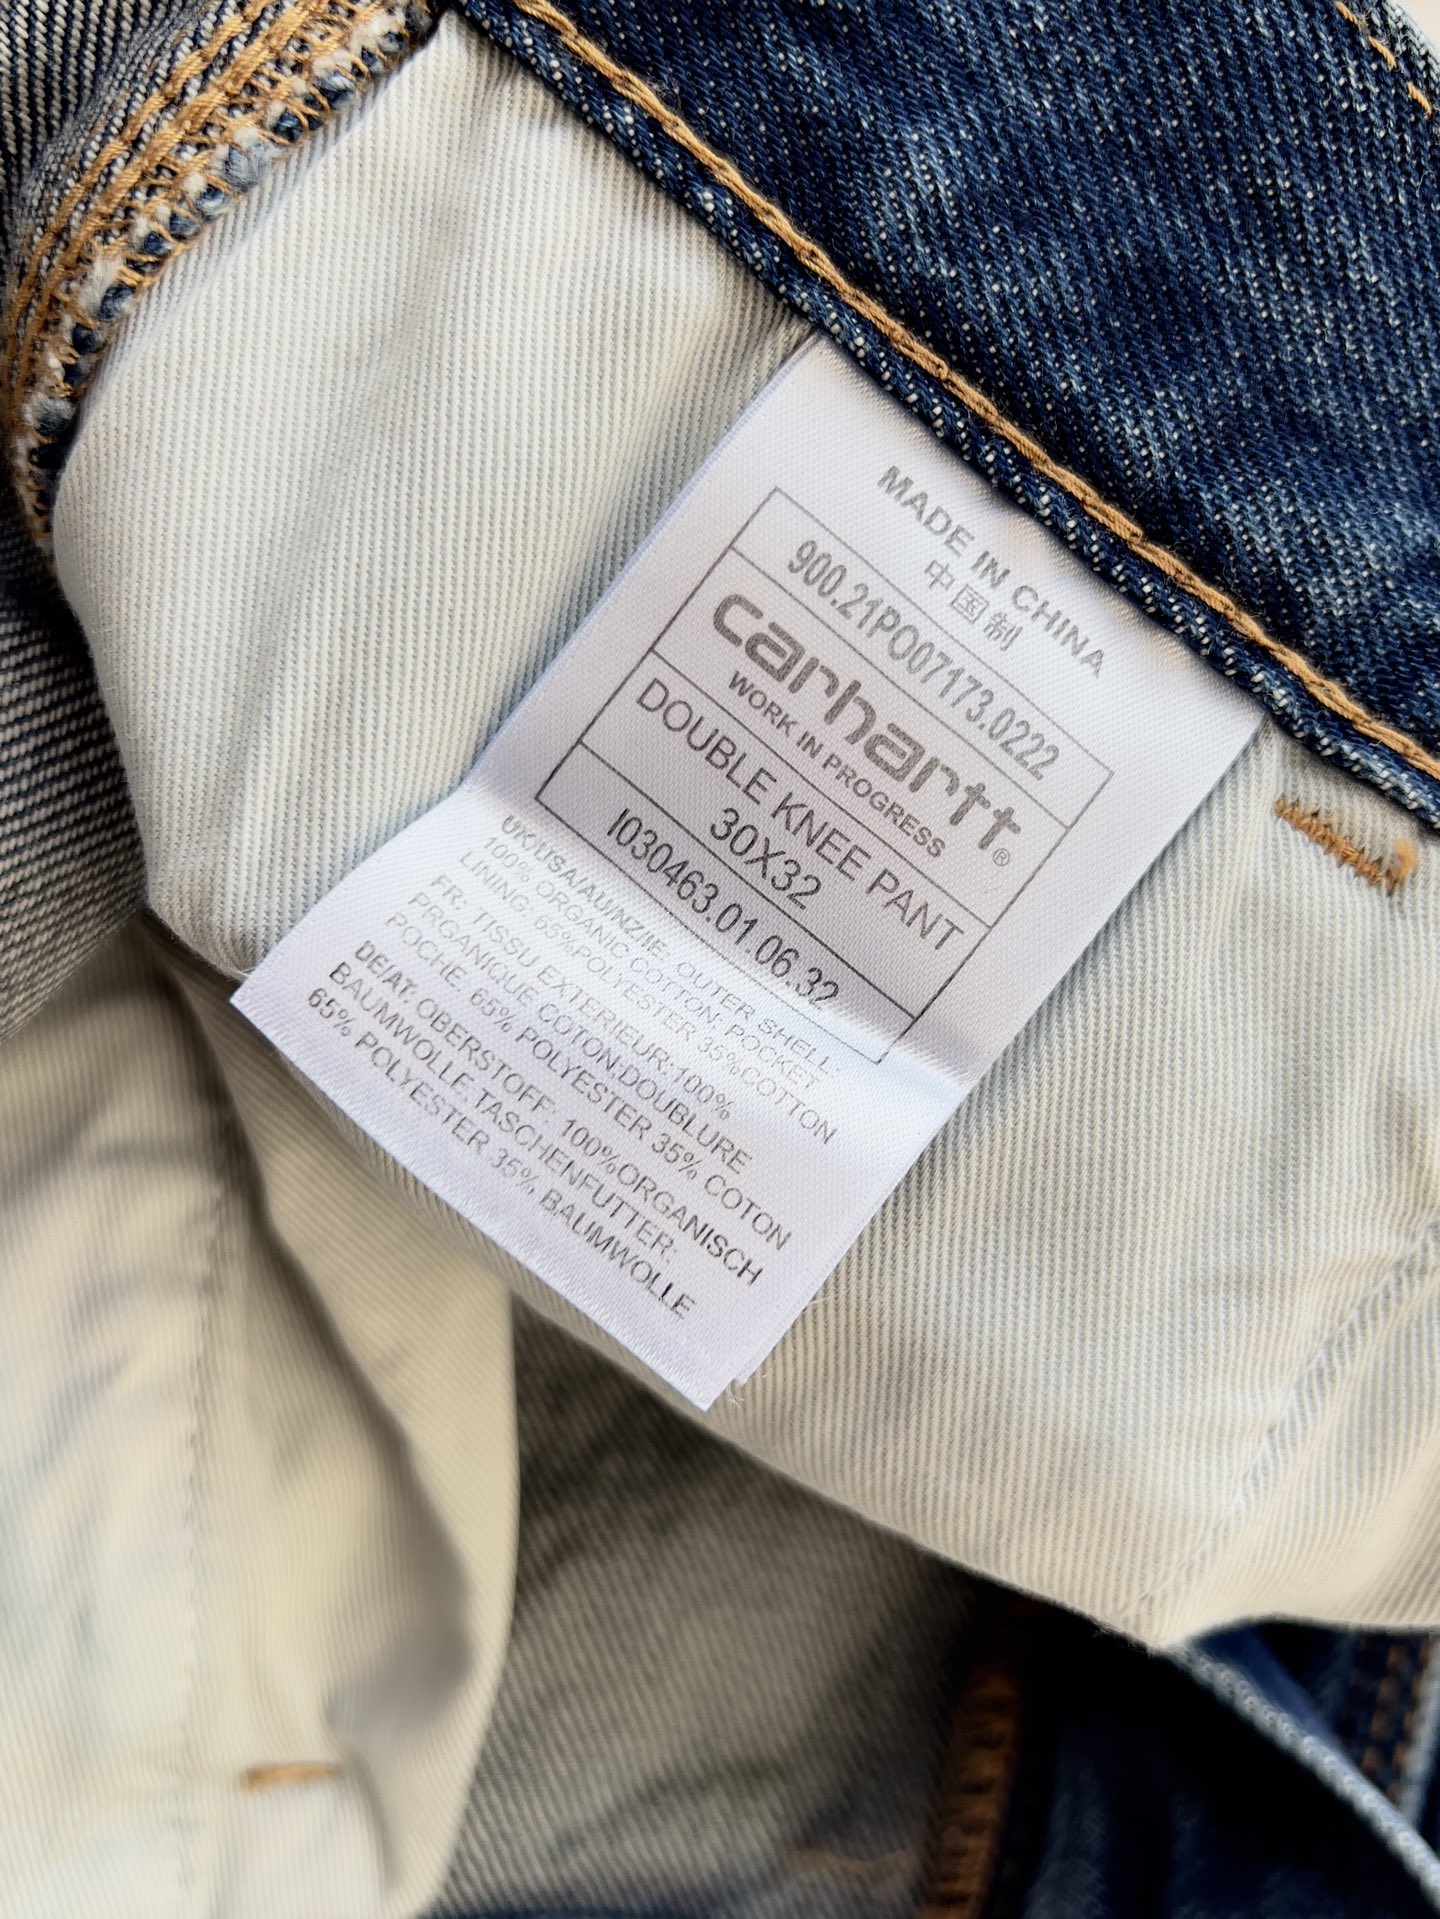 MADE IN CHINA
中国制
900.21PO07173.0222
carhartt®
WORK IN PROGRESS
DOUBLE KNEE PANT
30X32
I030463.01.06.32
UK/USA/AU/NZ/IE: OUTER SHELL:
100% ORGANIC COTTON; POCKET
LINING: 65%POLYESTER 35%COTTON
FR: TISSU EXTERIEUR:100%
PRGANIQUE COTON;DOUBLURE
POCHE: 65% POLYESTER 35% COTON
DE/AT: OBERSTOFF: 100%ORGANISCH
BAUMWOLLE;TASCHENFUTTER:
65% POLYESTER 35% BAUMWOLLE